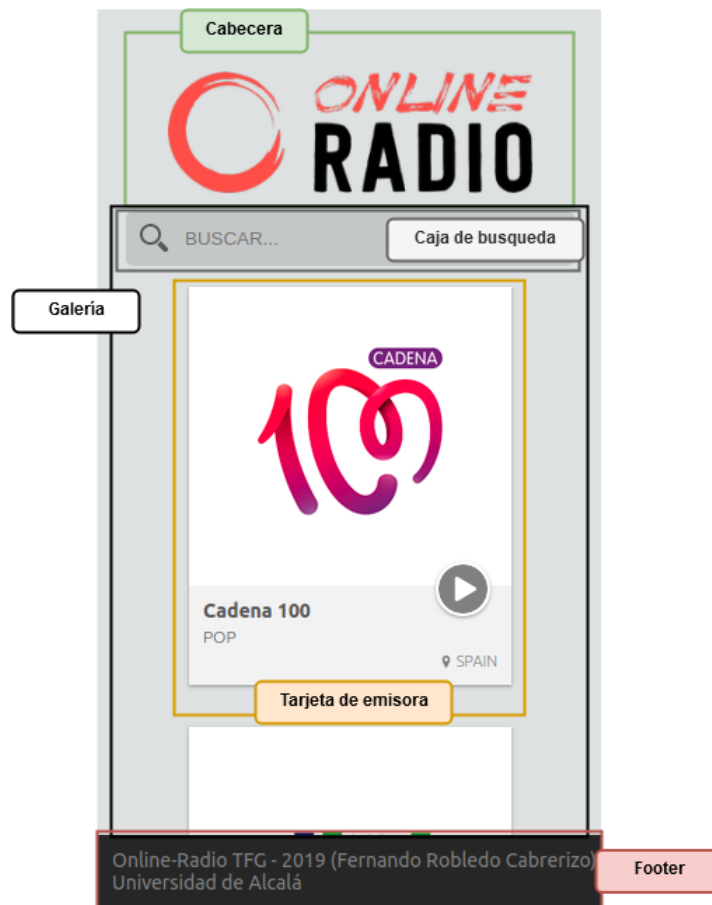 Cabecera
ONLINE
RADIO
BUSCAR...
Caja de busqueda
Galería
CADENA
100
Cadena 100
POP
SPAIN
Tarjeta de emisora
Online-Radio TFG - 2019 (Fernando Robledo Cabrerizo)
Universidad de Alcalá
Footer